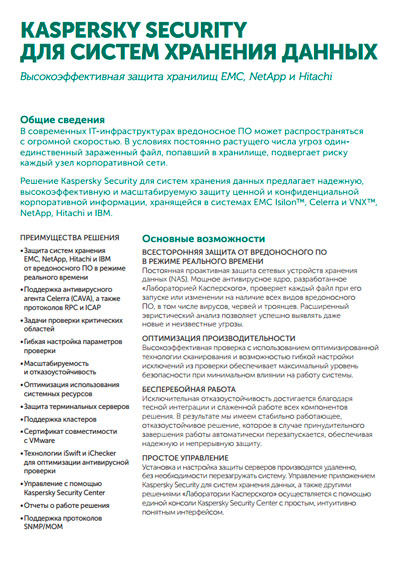 KASPERSKY SECURITY
ДЛЯ СИСТЕМ ХРАНЕНИЯ ДАННЫХ
Высокоэффективная защита хранилищ EMC, NetApp и Hitachi
Общие сведения
В современных IT-инфраструктурах вредоносное ПО может распространяться
с огромной скоростью. В условиях постоянно растущего числа угроз один-
единственный зараженный файл, попавший в хранилище, подвергает риску
каждый узел корпоративной сети.
Решение Kaspersky Security для систем хранения данных предлагает надежную,
высокоэффективную и масштабируемую защиту ценной и конфиденциальной
корпоративной информации, хранящейся в системах EMC Isilon™, Celerra и VNX™,
NetApp, Hitachi и IBM.
ПРЕИМУЩЕСТВА РЕШЕНИЯ
• Защита систем хранения
EMC, NetApp, Hitachi и IBM
от вредоносного ПО в режиме
реального времени
• Поддержка антивирусного
агента Celerra (CAVA), а также
протоколов RPC и ICAP
• Задачи проверки критических
областей
• Гибкая настройка параметров
проверки
• Масштабируемость
и отказоустойчивость
• Оптимизация использования
системных ресурсов
• Защита терминальных серверов
• Поддержка кластеров
• Сертификат совместимости
с VMware
• Технологии iSwift и iChecker
для оптимизации антивирусной
проверки
• Управление с помощью
Kaspersky Security Center
• Отчеты о работе решения
• Поддержка протоколов
SNMP/MOM
Основные возможности
ВСЕСТОРОННЯЯ ЗАЩИТА ОТ ВРЕДОНОСНОГО ПО
В РЕЖИМЕ РЕАЛЬНОГО ВРЕМЕНИ
Постоянная проактивная защита сетевых устройств хранения
данных (NAS). Мощное антивирусное ядро, разработанное
«Лабораторией Касперского», проверяет каждый файл при его
запуске или изменении на наличие всех видов вредоносного
ПО, в том числе вирусов, червей и троянцев. Расширенный
эвристический анализ позволяет успешно выявлять даже
новые и неизвестные угрозы.
ОПТИМИЗАЦИЯ ПРОИЗВОДИТЕЛЬНОСТИ
Высокоэффективная проверка с использованием оптимизированной
технологии сканирования и возможностью гибкой настройки
исключений из проверки обеспечивает максимальный уровень
безопасности при минимальном влиянии на работу системы.
БЕСПЕРЕБОЙНАЯ РАБОТА
Исключительная отказоустойчивость достигается благодаря
тесной интеграции и слаженной работе всех компонентов
решения. В результате мы имеем стабильно работающее,
отказоустойчивое решение, которое в случае принудительного
завершения работы автоматически перезапускается, обеспечивая
надежную и непрерывную защиту.
ПРОСТОЕ УПРАВЛЕНИЕ
Установка и настройка защиты серверов производятся удаленно,
без необходимости перезагружать систему. Управление приложением
Kaspersky Security для систем хранения данных, а также другими
решениями «Лаборатории Касперского» осуществляется с помощью
единой консоли Kaspersky Security Center с простым, интуитивно
понятным интерфейсом.